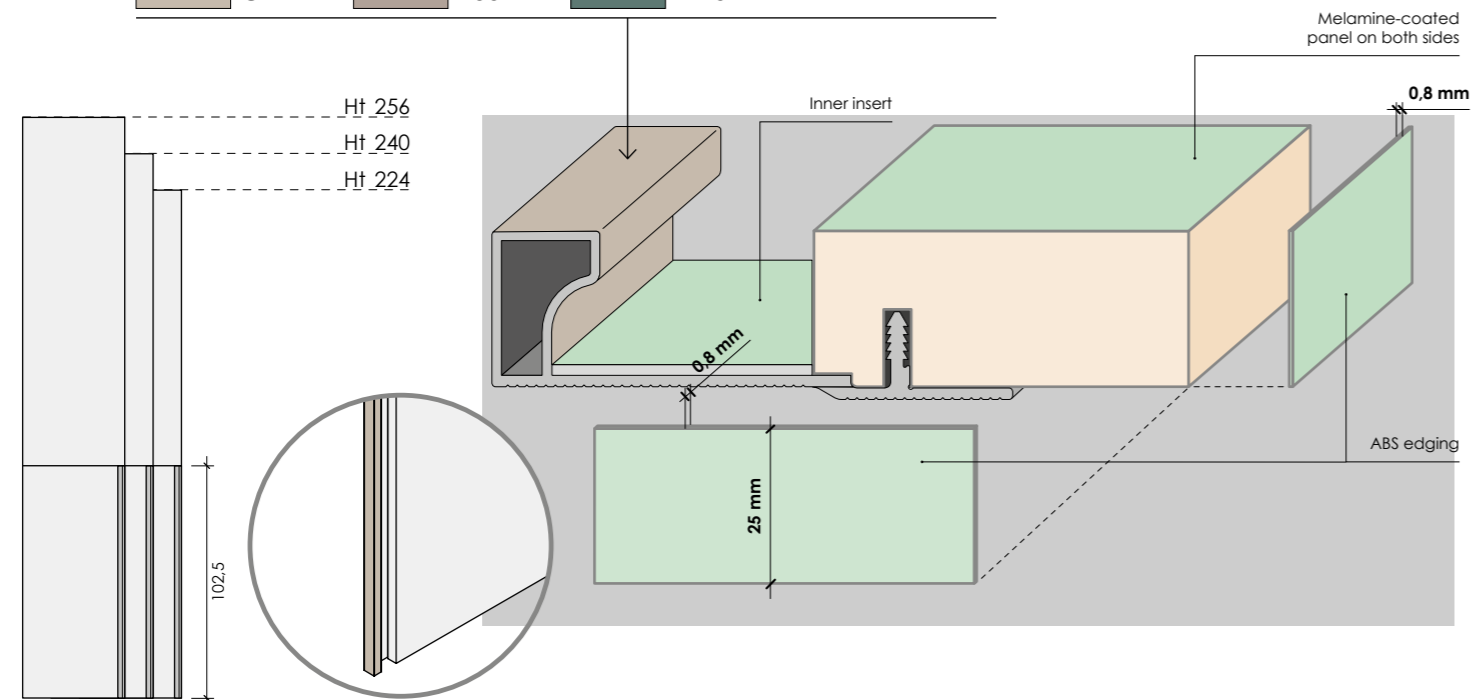 Melamine-coated
panel on both sides
0,8 mm
Ht 256
Inner insert
Ht 240
Ht 224
0,8 mm
ABS edging
25 mm
102,5